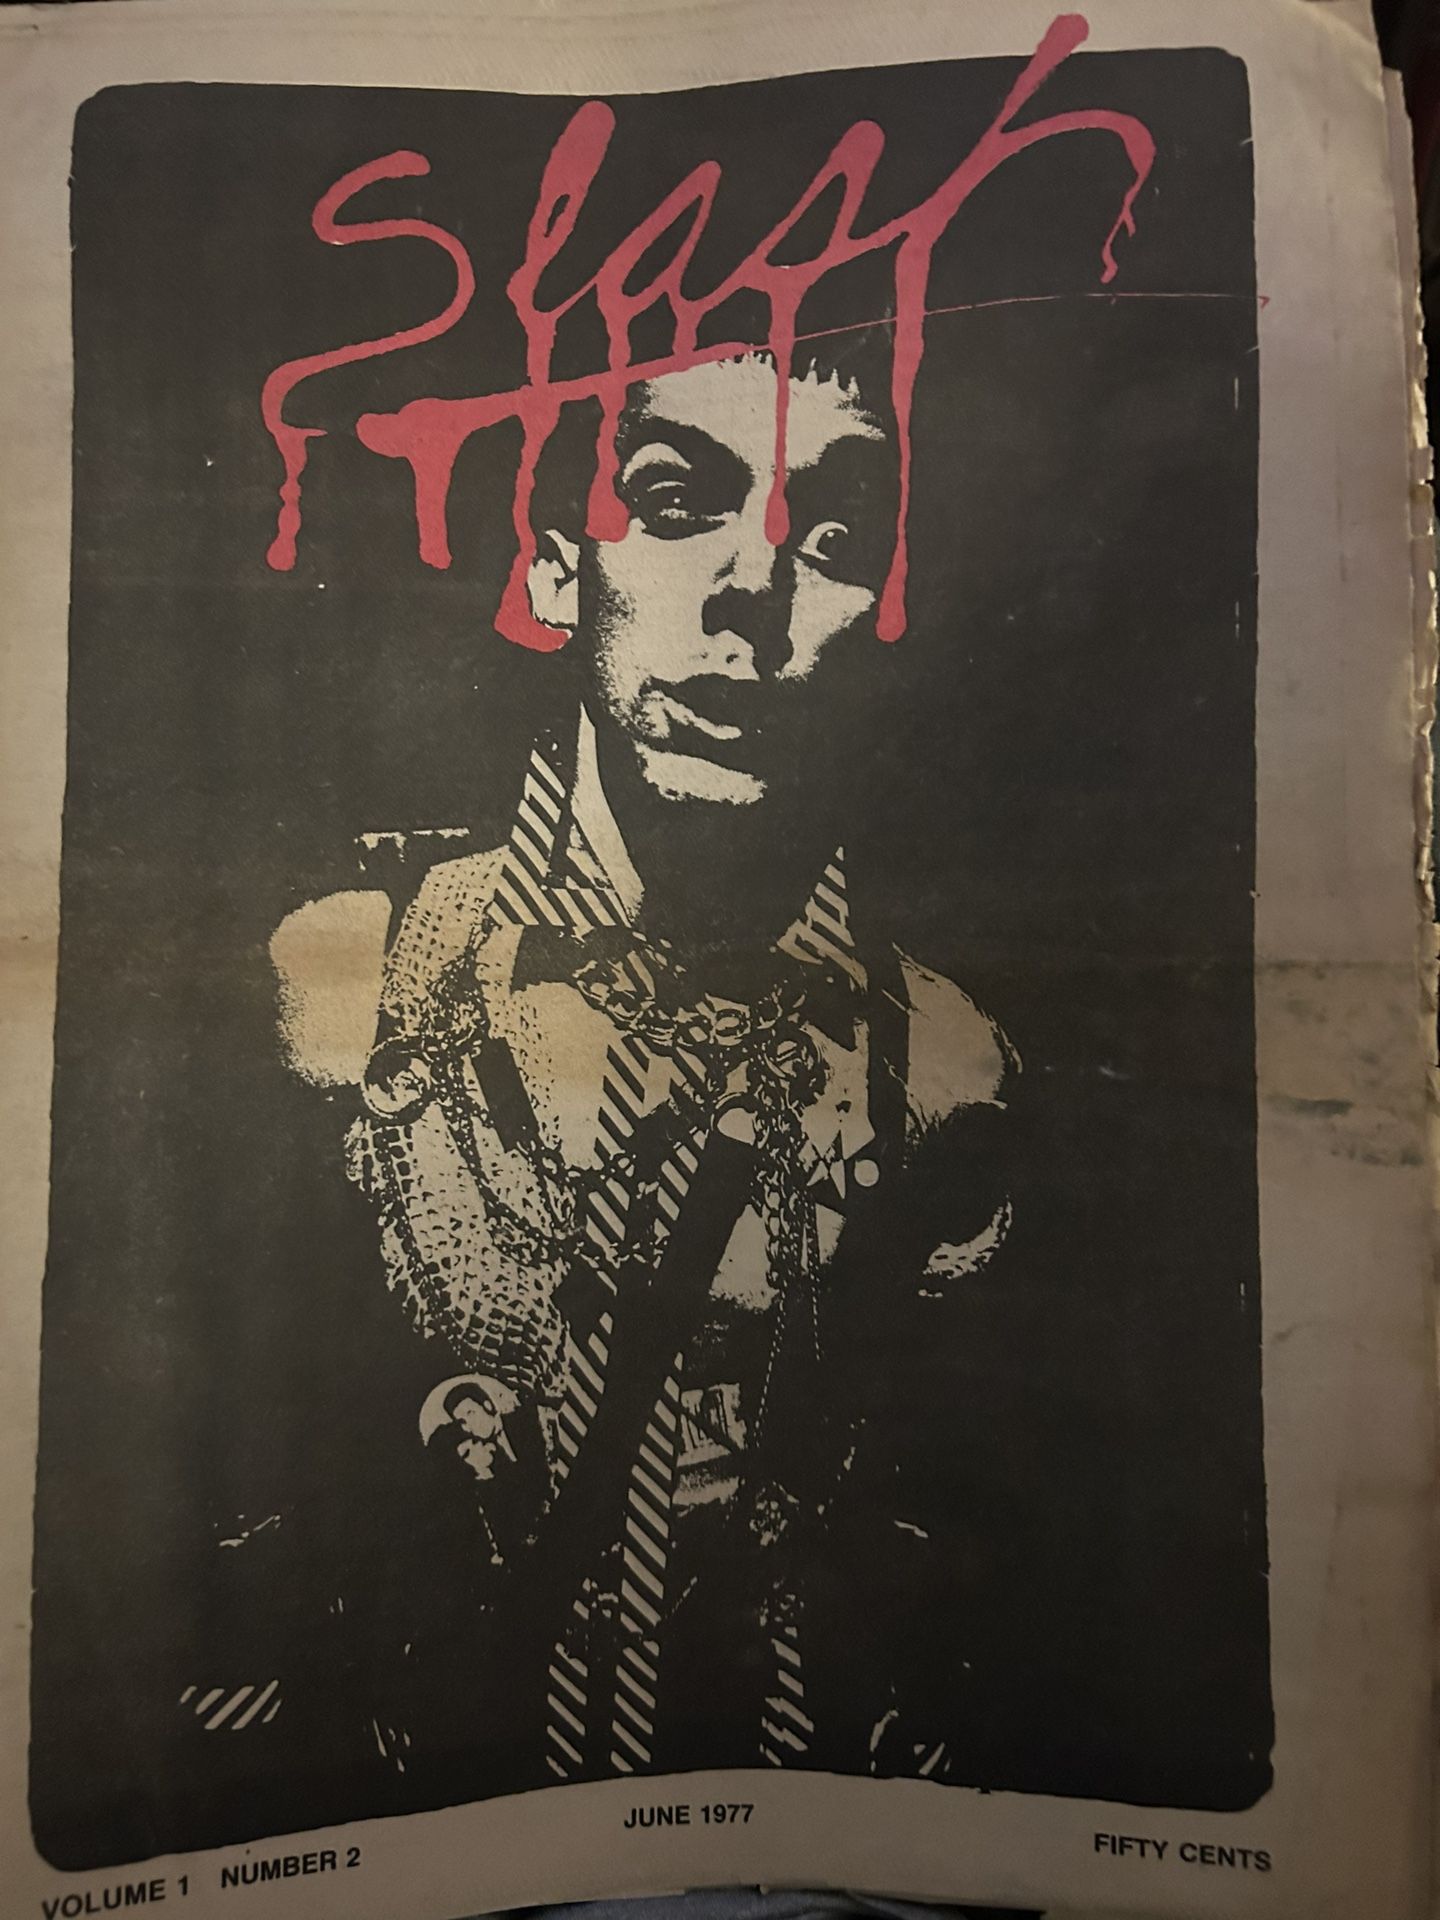 Slash
JUNE 1977
VOLUME 1 NUMBER 2
FIFTY CENTS